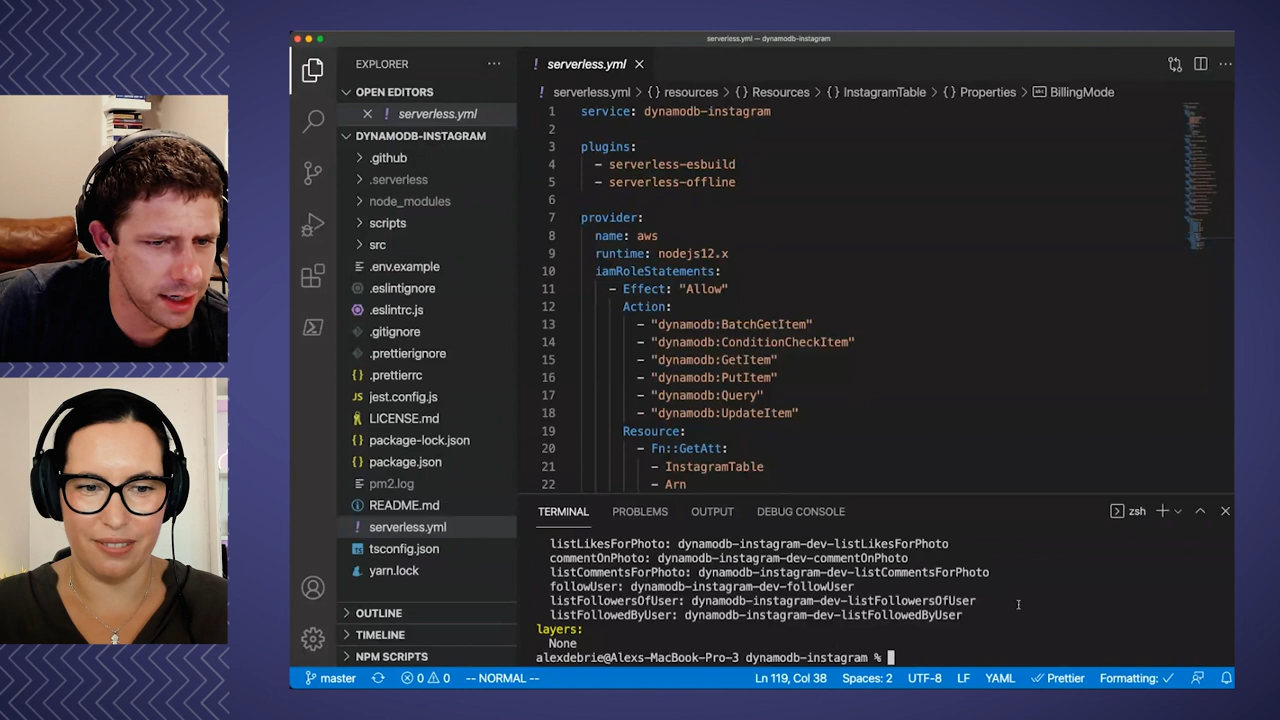 serverless.yml — dynamodb-instagram
EXPLORER
OPEN EDITORS
serverless.yml
DYNAMODB-INSTAGRAM
.github
.serverless
node_modules
scripts
src
.env.example
.eslintignore
.eslintrc.js
.gitignore
.prettierignore
.prettierrc
JS jest.config.js
LICENSE.md
package-lock.json
package.json
pm2.log
README.md
serverless.yml
tsconfig.json
yarn.lock
OUTLINE
TIMELINE
NPM SCRIPTS
! serverless.yml
! serverless.yml > {} resources > {} Resources > {} InstagramTable > {} Properties > BillingMode
1 service: dynamodb-instagram
2
3 plugins:
4 - serverless-esbuild
5 - serverless-offline
6
7 provider:
8 name: aws
9 runtime: nodejs12.x
10 iamRoleStatements:
11 - Effect: "Allow"
12 Action:
13 - "dynamodb:BatchGetItem"
14 - "dynamodb:ConditionCheckItem"
15 - "dynamodb:GetItem"
16 - "dynamodb:PutItem"
17 - "dynamodb:Query"
18 - "dynamodb:UpdateItem"
19 Resource:
20 - Fn::GetAtt:
21 - InstagramTable
22 - Arn
TERMINAL PROBLEMS OUTPUT DEBUG CONSOLE zsh
listLikesForPhoto: dynamodb-instagram-dev-listLikesForPhoto
commentOnPhoto: dynamodb-instagram-dev-commentOnPhoto
listCommentsForPhoto: dynamodb-instagram-dev-listCommentsForPhoto
followUser: dynamodb-instagram-dev-followUser
listFollowersOfUser: dynamodb-instagram-dev-listFollowersOfUser
listFollowedByUser: dynamodb-instagram-dev-listFollowedByUser
layers:
None
alexdebrie@Alexs-MacBook-Pro-3 dynamodb-instagram %
master 0 0 -- NORMAL -- Ln 119, Col 38 Spaces: 2 UTF-8 LF YAML Prettier Formatting: ✓